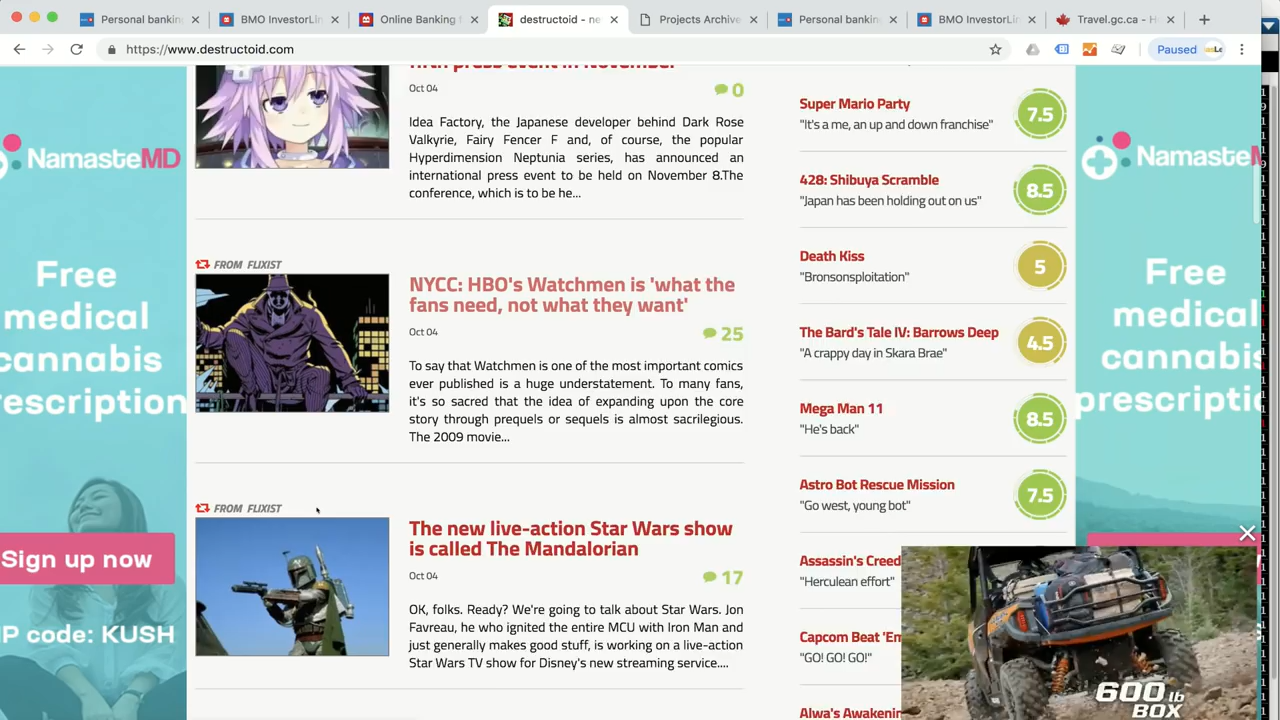 Personal bankin
BMO InvestorLin
Online Banking
destructoid - ne
Projects Archive
Personal bankin
BMO InvestorLin
Travel.gc.ca - H
https://www.destructoid.com
Paused
Oct 04
0
Idea Factory, the Japanese developer behind Dark Rose
Valkyrie, Fairy Fencer F and, of course, the popular
Hyperdimension Neptunia series, has announced an
international press event to be held on November 8.The
conference, which is to be he...
FROM FLIXIST
NYCC: HBO's Watchmen is 'what the
fans need, not what they want'
Oct 04
25
To say that Watchmen is one of the most important comics
ever published is a huge understatement. To many fans,
it's so sacred that the idea of expanding upon the core
story through prequels or sequels is almost sacrilegious.
The 2009 movie...
FROM FLIXIST
The new live-action Star Wars show
is called The Mandalorian
Oct 04
17
OK, folks. Ready? We're going to talk about Star Wars. Jon
Favreau, he who ignited the entire MCU with Iron Man and
just generally makes good stuff, is working on a live-action
Star Wars TV show for Disney's new streaming service....
Super Mario Party
"It's a me, an up and down franchise"
7.5
428: Shibuya Scramble
"Japan has been holding out on us"
8.5
Death Kiss
"Bronsonsploitation"
5
The Bard's Tale IV: Barrows Deep
"A crappy day in Skara Brae"
4.5
Mega Man 11
"He's back"
8.5
Astro Bot Rescue Mission
"Go west, young bot"
7.5
Assassin's Creed
"Herculean effort"
Capcom Beat 'Em
"GO! GO! GO!"
Alwa's Awakenin
NamasteMD
Free
medical
cannabis
rescription
Sign up now
IP code: KUSH
NamasteM
Free
medical
cannabis
prescriptio
600 lb
BOX